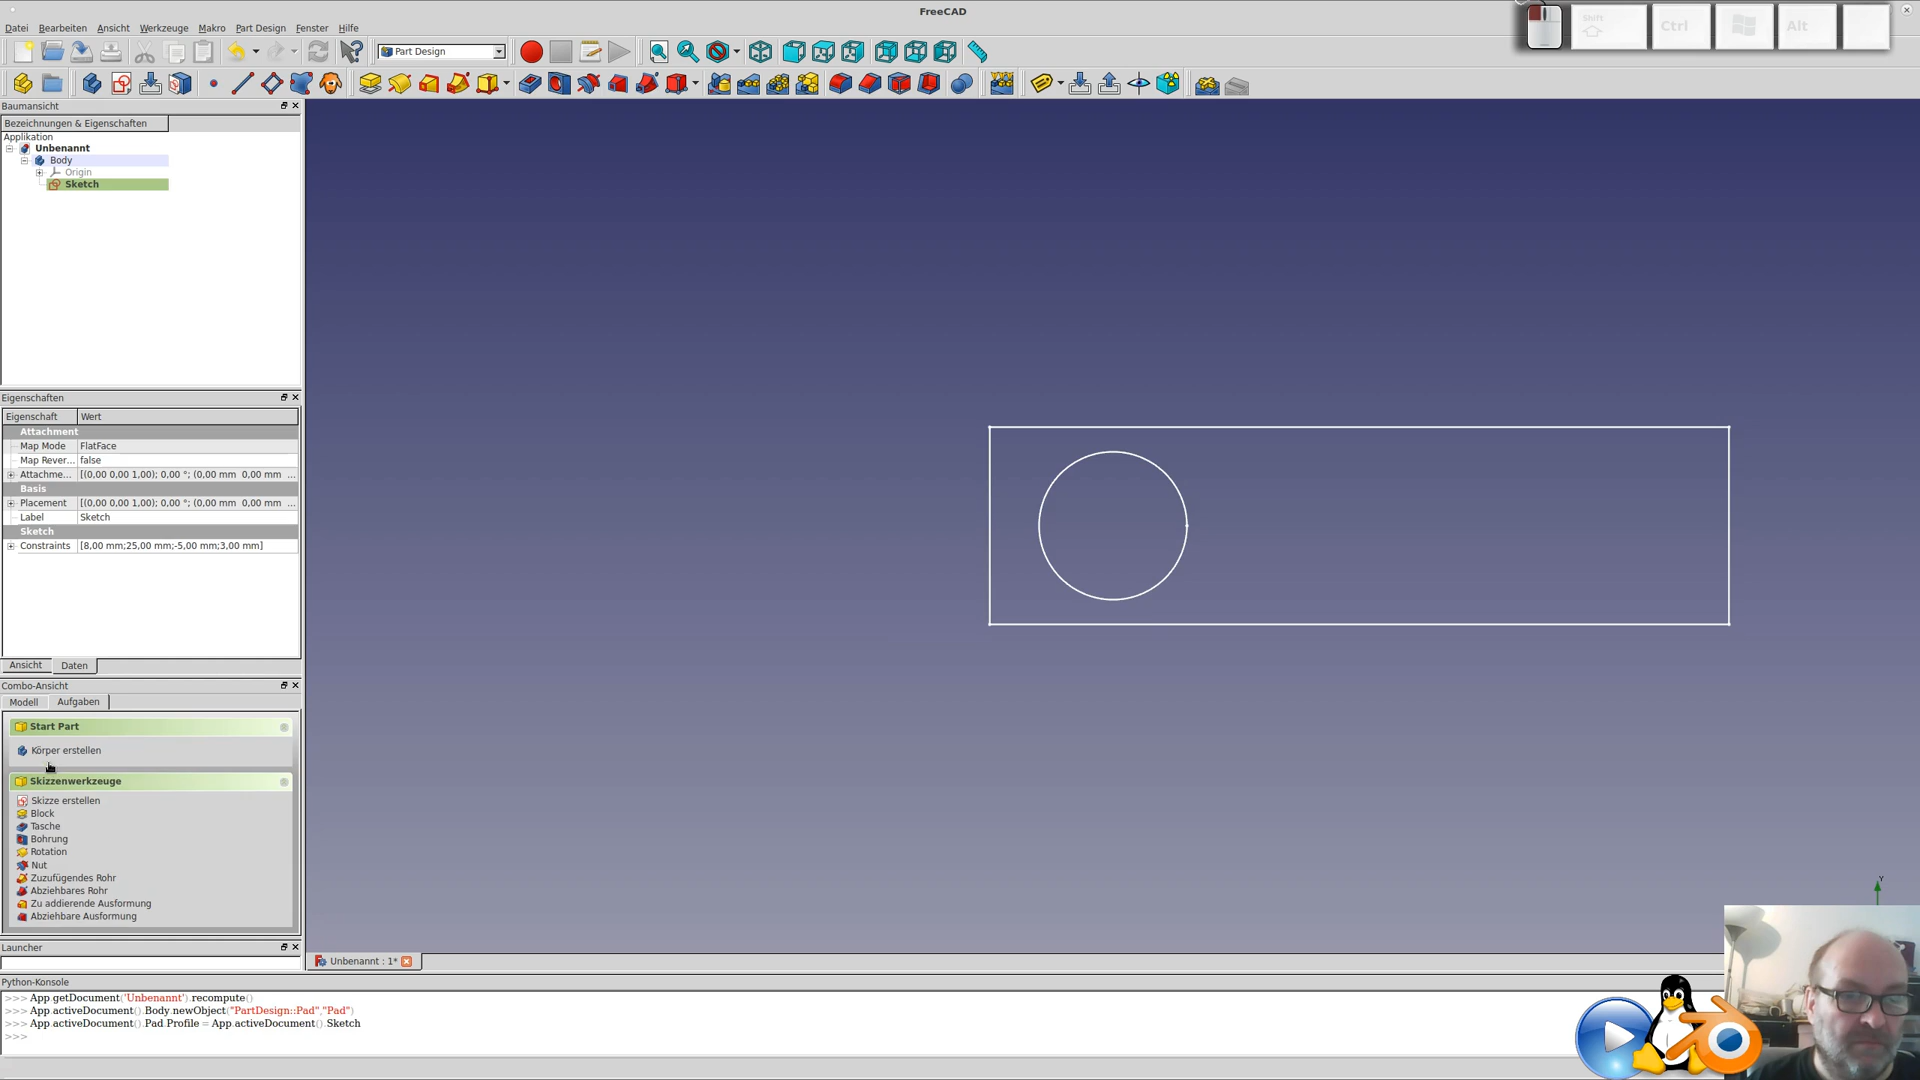 FreeCAD
Shift
Ctrl
Alt
Datei Bearbeiten Ansicht Werkzeuge Makro Part Design Fenster Hilfe
Part Design
Baumansicht
Bezeichnungen & Eigenschaften
Applikation
Unbenannt
Body
Origin
Sketch
Eigenschaften
Eigenschaft Wert
Attachment
Map Mode FlatFace
Map Rever... false
Attachme... [(0,00 0,00 1,00); 0,00 °; (0,00 mm 0,00 mm ...
Basis
Placement [(0,00 0,00 1,00); 0,00 °; (0,00 mm 0,00 mm ...
Label Sketch
Sketch
Constraints [8,00 mm;25,00 mm;-5,00 mm;3,00 mm]
Ansicht Daten
Combo-Ansicht
Modell Aufgaben
Start Part
Körper erstellen
Skizzenwerkzeuge
Skizze erstellen
Block
Tasche
Bohrung
Rotation
Nut
Zuzufügendes Rohr
Abziehbares Rohr
Zu addierende Ausformung
Abziehbare Ausformung
Y
Launcher
Unbenannt : 1*
Python-Konsole
>>> App.getDocument('Unbenannt').recompute()
>>> App.activeDocument().Body.newObject("PartDesign::Pad","Pad")
>>> App.activeDocument().Pad.Profile = App.activeDocument().Sketch
>>>